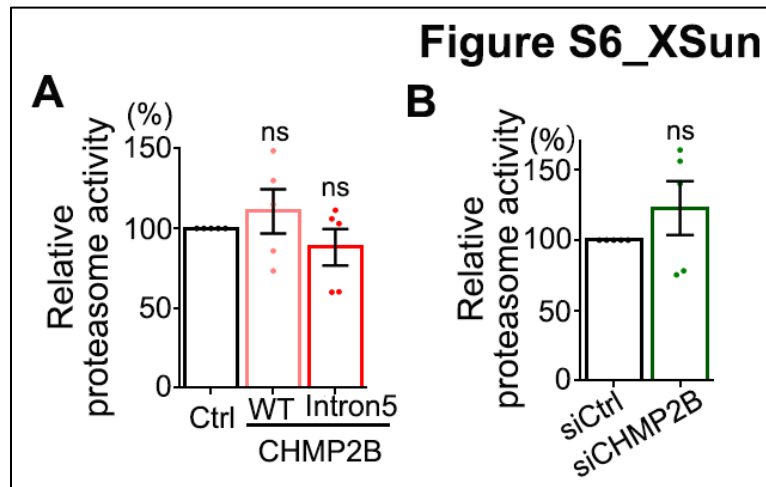 Figure S6_XSun
A
(%)
ns
ns
150
100
50
0
Relative
proteasome activity
Ctrl
WT
Intron5
CHMP2B
B
(%)
ns
150
100
50
0
Relative
proteasome activity
siCtrl
siCHMP2B